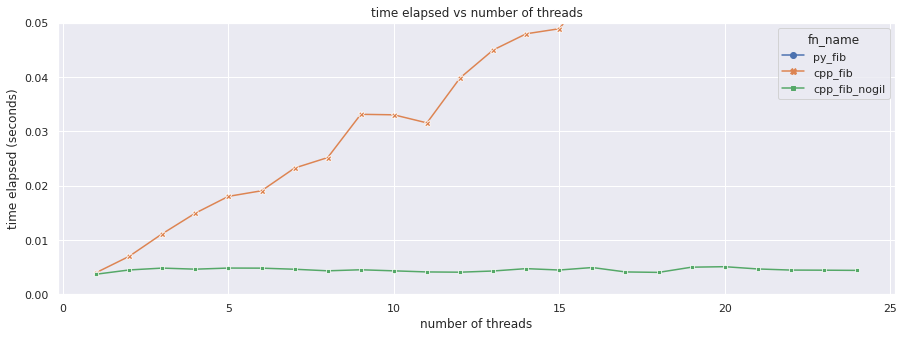 time elapsed vs number of threads
0.05
0.04
0.03
0.02
0.01
0.00
time elapsed (seconds)
fn_name
py_fib
cpp_fib
cpp_fib_nogil
0 5 10 15 20 25
number of threads